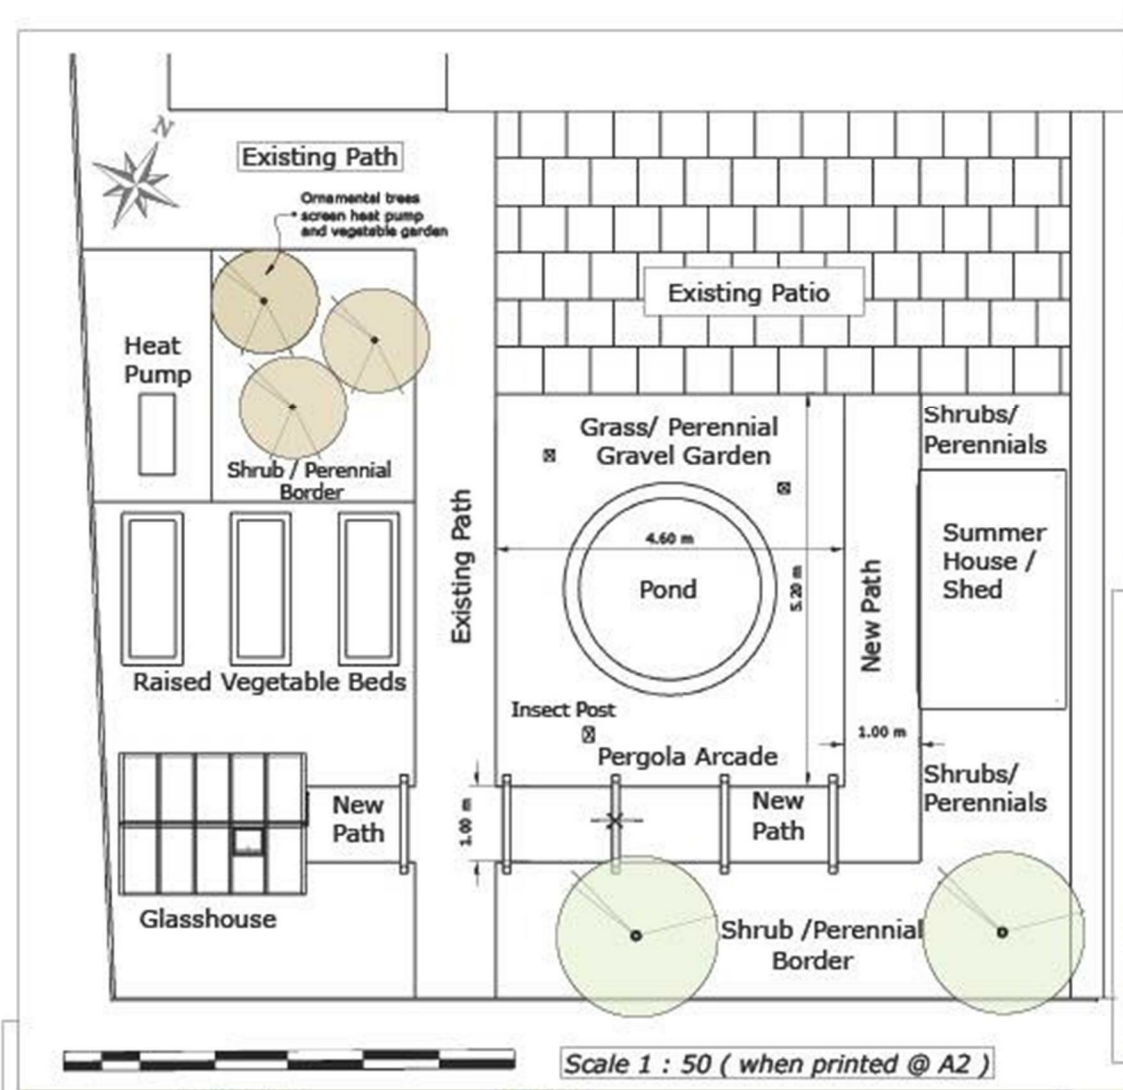 N
Existing Path
Ornamental trees
screen heat pump
and vegetable garden
Existing Patio
Heat
Pump
Shrub / Perennial
Border
Grass/ Perennial
Gravel Garden
Shrubs/
Perennials
4.60 m
Pond
5.20 m
Existing Path
New Path
Summer
House /
Shed
Raised Vegetable Beds
Insect Post
Pergola Arcade
1.00 m
Shrubs/
Perennials
New
Path
1.00 m
New
Path
Glasshouse
Shrub /Perennial
Border
Scale 1 : 50 ( when printed @ A2 )